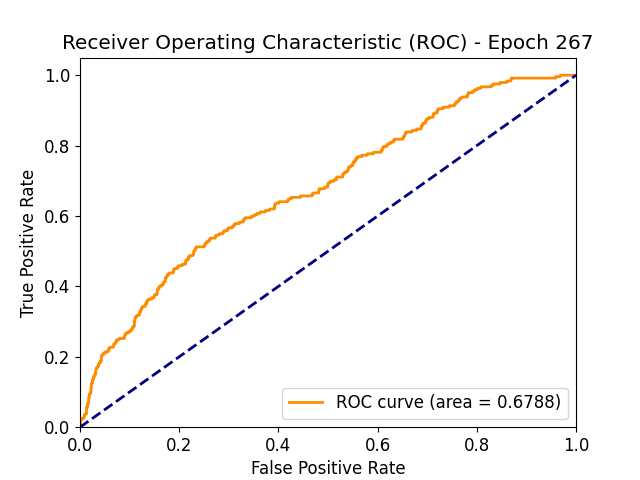 Receiver Operating Characteristic (ROC) - Epoch 267
True Positive Rate
1.0
0.8
0.6
0.4
0.2
0.0
ROC curve (area = 0.6788)
0.0 0.2 0.4 0.6 0.8 1.0
False Positive Rate